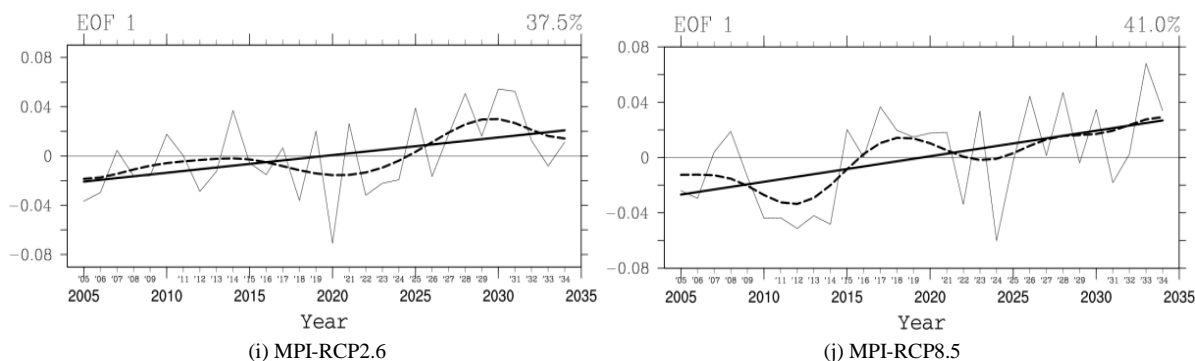 EOF 1 37.5%
0.08
0.04
0
−0.04
−0.08
'05 '06 '07 '08 '09 '11 '12 '13 '14 '15 '16 '17 '18 '19 '21 '22 '23 '24 '25 '26 '27 '28 '29 '31 '32 '33 '34
2005 2010 2015 2020 2025 2030 2035
Year
(i) MPI-RCP2.6
EOF 1 41.0%
0.08
0.04
0
−0.04
−0.08
'05 '06 '07 '08 '09 '11 '12 '13 '14 '15 '16 '17 '18 '19 '21 '22 '23 '24 '25 '26 '27 '28 '29 '31 '32 '33 '34
2005 2010 2015 2020 2025 2030 2035
Year
(j) MPI-RCP8.5